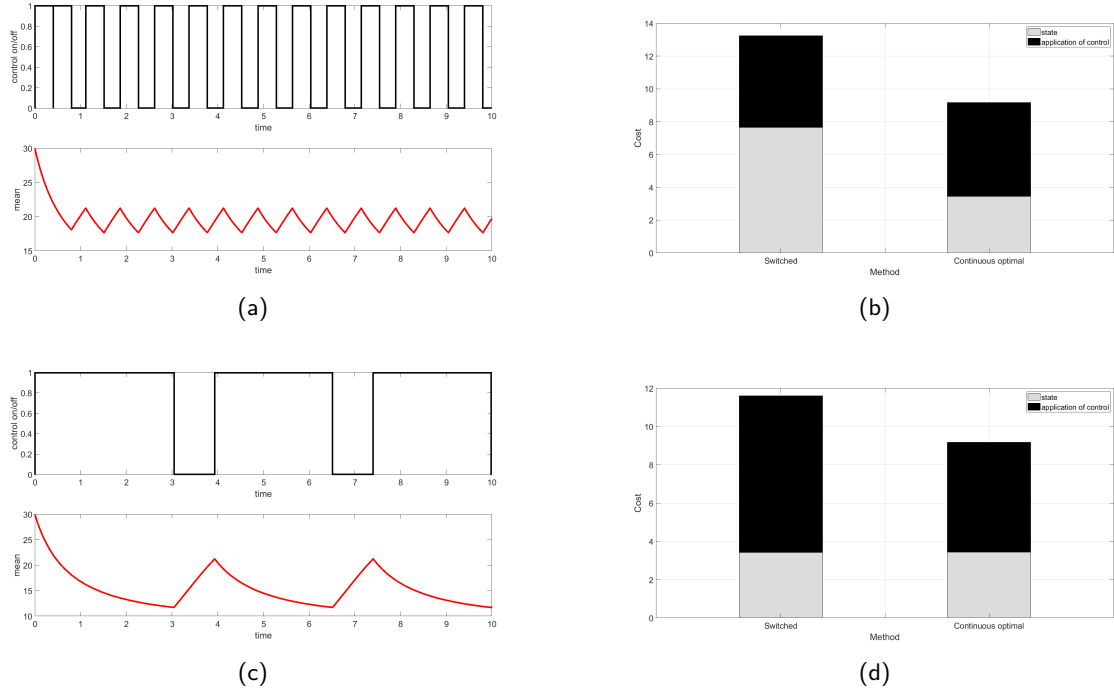 control on/off
1
0.8
0.6
0.4
0.2
0
0 1 2 3 4 5 6 7 8 9 10
time
mean
30
25
20
15
0 1 2 3 4 5 6 7 8 9 10
time
(a)
state
application of control
Cost
14
12
10
8
6
4
2
0
Switched Continuous optimal
Method
(b)
control on/off
1
0.8
0.6
0.4
0.2
0
0 1 2 3 4 5 6 7 8 9 10
time
mean
30
25
20
15
10
0 1 2 3 4 5 6 7 8 9 10
time
(c)
state
application of control
Cost
12
10
8
6
4
2
0
Switched Continuous optimal
Method
(d)